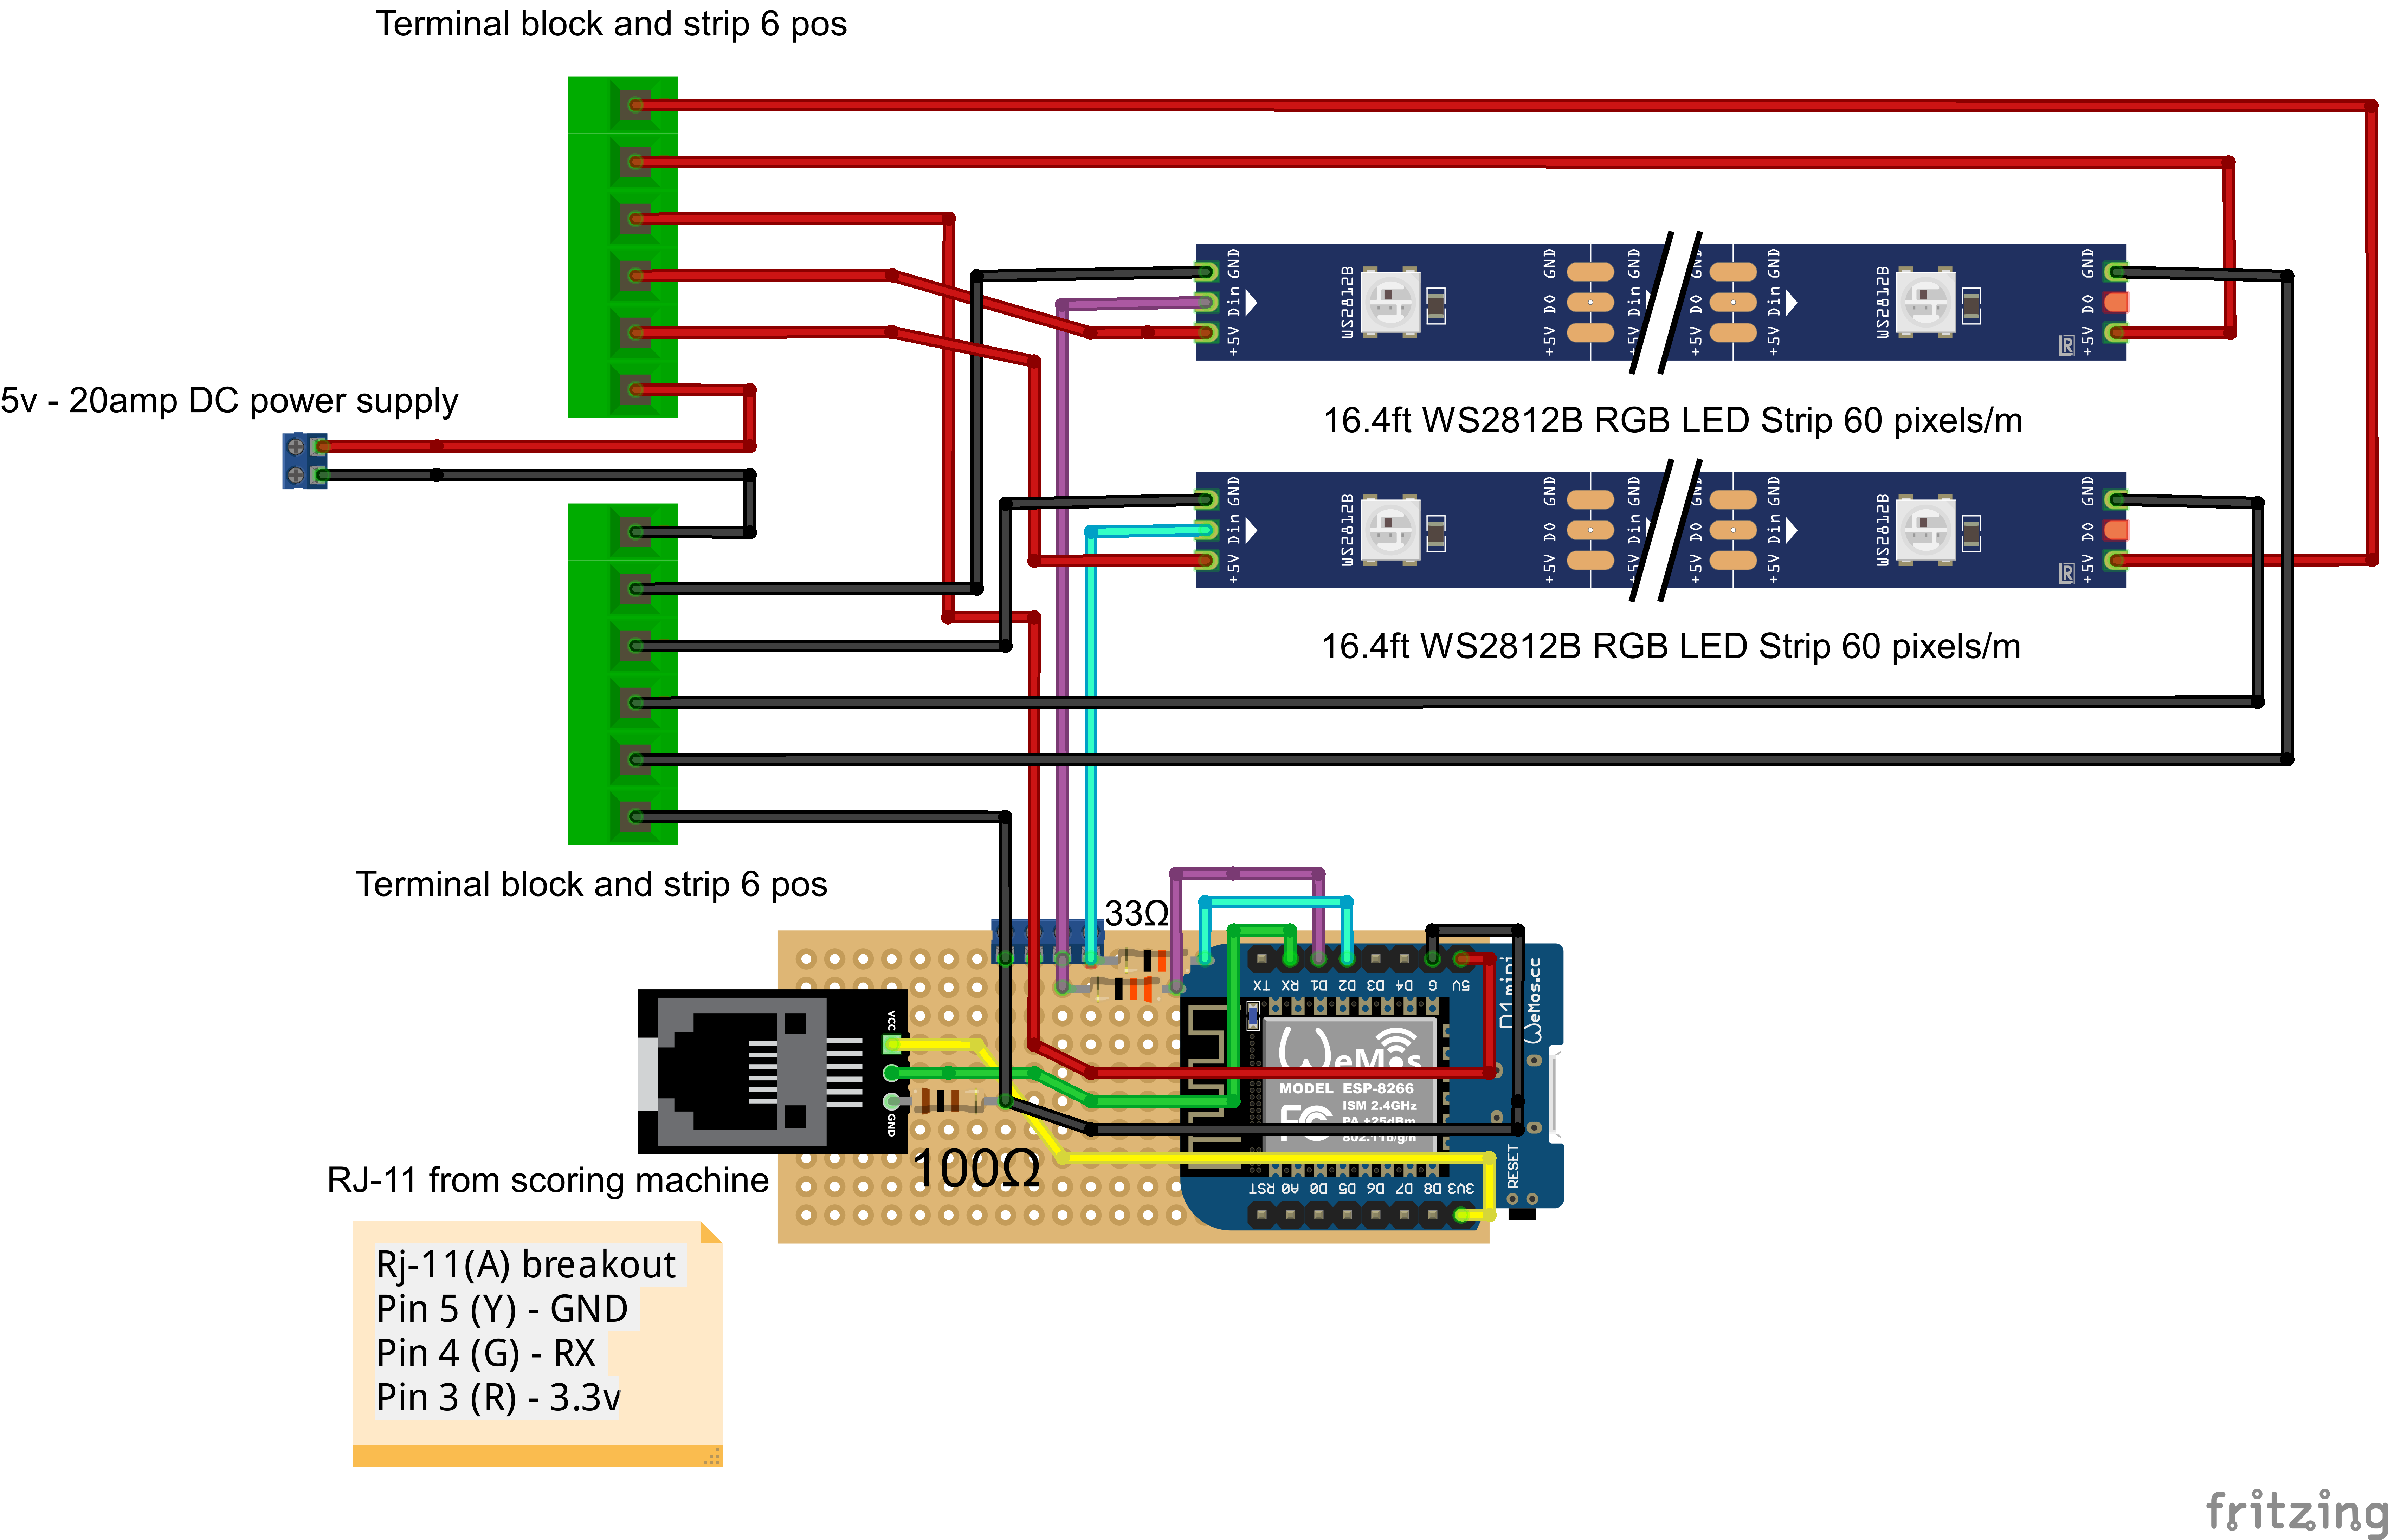 Terminal block and strip 6 pos
5v - 20amp DC power supply
GND Din +5V
WS2812B
GND DO +5V
GND Din +5V
GND DO +5V
GND Din +5V
WS2812B
GND DO +5V
16.4ft WS2812B RGB LED Strip 60 pixels/m
GND Din +5V
WS2812B
GND DO +5V
GND Din +5V
GND DO +5V
GND Din +5V
WS2812B
GND DO +5V
16.4ft WS2812B RGB LED Strip 60 pixels/m
Terminal block and strip 6 pos
33Ω
TX RX D1 D2 D3 D4 G 5V
D1 mini
WeMos.cc
VCC
GND
WeMos
MODEL ESP-8266
ISM 2.4GHz
PA +25dBm
802.11b/g/n
FC
100Ω
RST A0 D0 D5 D6 D7 D8 3V3
RESET
RJ-11 from scoring machine
Rj-11(A) breakout
Pin 5 (Y) - GND
Pin 4 (G) - RX
Pin 3 (R) - 3.3v
fritzing